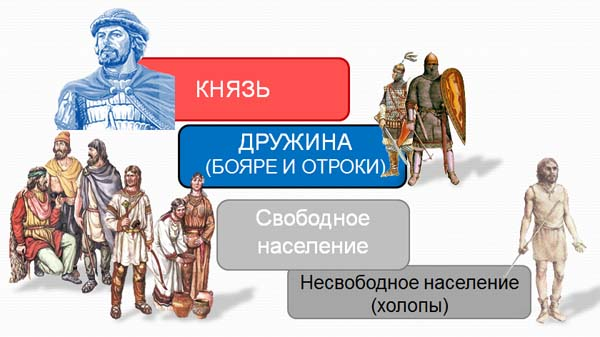 КНЯЗЬ
ДРУЖИНА
(БОЯРЕ И ОТРОКИ)
Свободное
население
Несвободное население
(холопы)